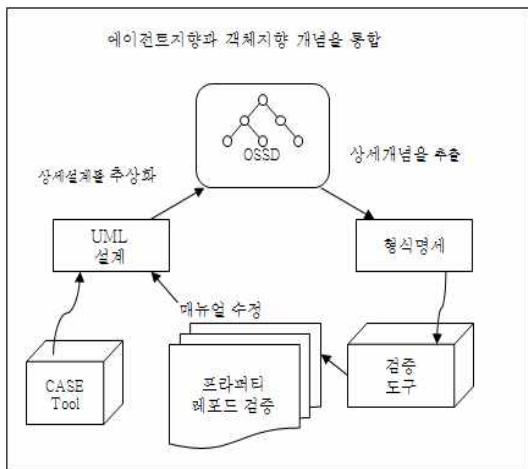 에이전트지향과 객체지향 개념을 통합
OSSD
상세개념을 추출
상세설계를 추상화
UML
설계
형식명세
매뉴얼 수정
CASE
Tool
프라퍼티
레포드 검증
검증
도구